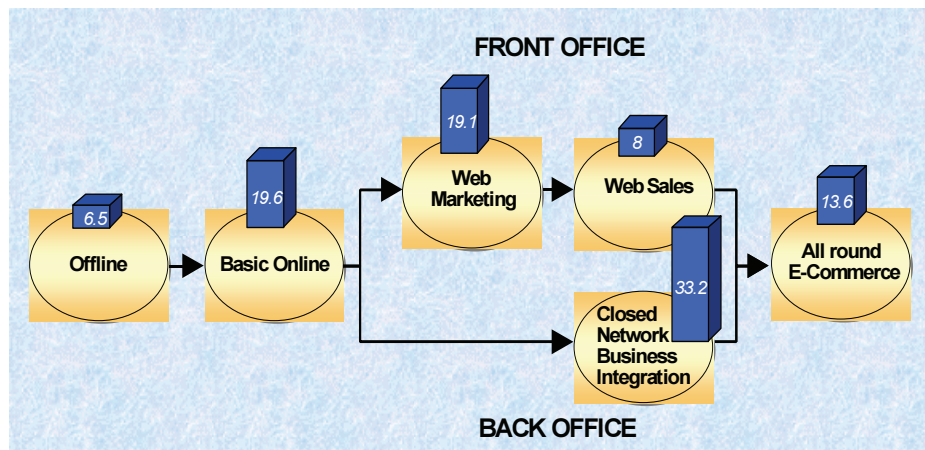 FRONT OFFICE
6.5
Offline
19.6
Basic Online
19.1
Web
Marketing
8
Web Sales
33.2
Closed
Network
Business
Integration
13.6
All round
E-Commerce
BACK OFFICE